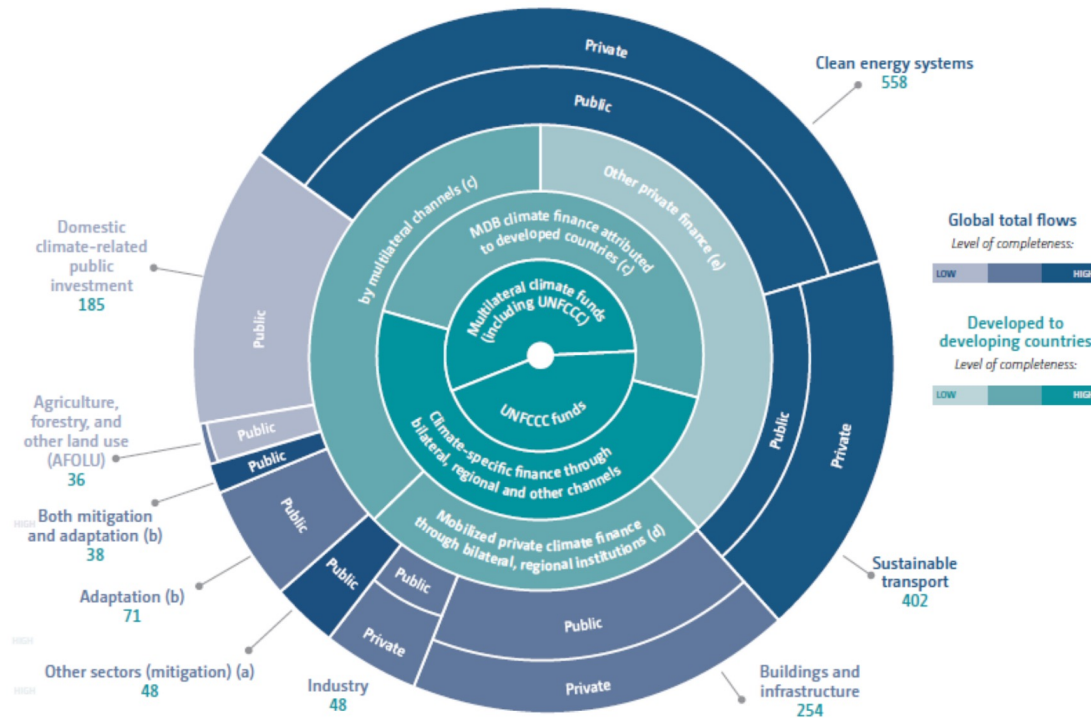 Private
Public
Clean energy systems
558
Other private finance (e)
by multilateral channels (c)
MDB climate finance attributed
to developed countries (c)
Multilateral climate funds
(including UNFCCC)
UNFCCC funds
Climate-specific finance through
bilateral, regional and other channels
Mobilized private climate finance
through bilateral, regional institutions (d)
Global total flows
Level of completeness:
LOW
HIGH
Developed to
developing countries
Level of completeness:
LOW
HIGH
Domestic
climate-related
public
investment
185
Public
Agriculture,
forestry, and
other land use
(AFOLU)
36
Public
HIGH
Both mitigation
and adaptation (b)
38
Public
Adaptation (b)
71
Public
HIGH
Other sectors (mitigation) (a)
48
Public
HIGH
Industry
48
Public
Private
Buildings and
infrastructure
254
Public
Private
Sustainable
transport
402
Public
Private